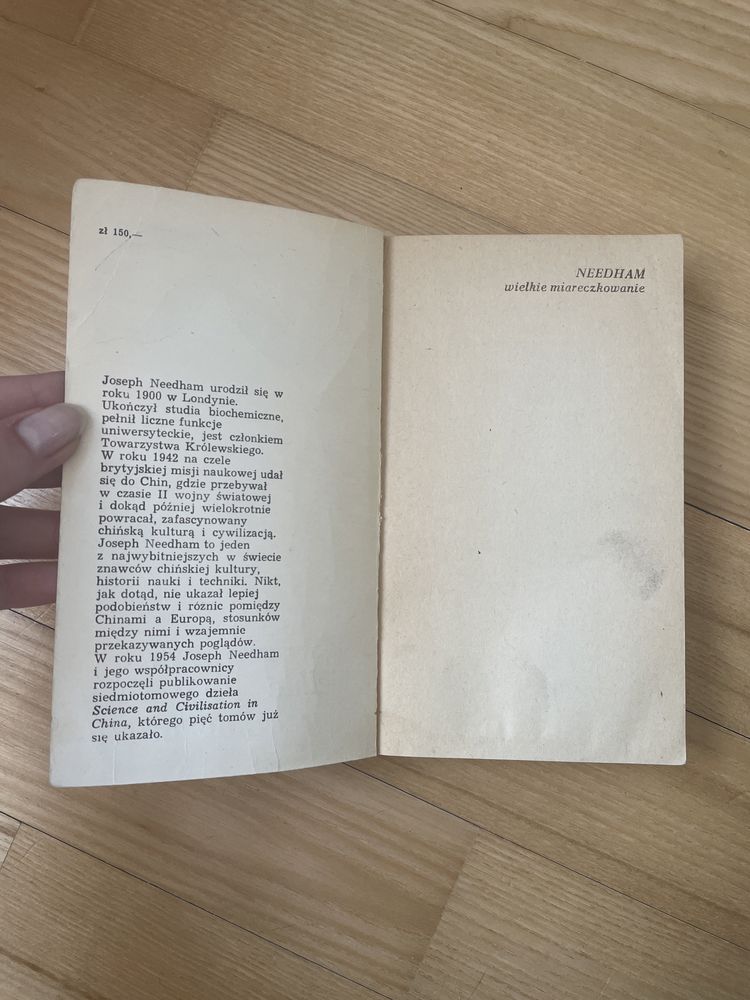 zł 150,—
Joseph Needham urodził się w
roku 1900 w Londynie.
Ukończył studia biochemiczne,
pełnił liczne funkcje
uniwersyteckie, jest członkiem
Towarzystwa Królewskiego.
W roku 1942 na czele
brytyjskiej misji naukowej udał
się do Chin, gdzie przebywał
w czasie II wojny światowej
i dokąd później wielokrotnie
powracał, zafascynowany
chińską kulturą i cywilizacją.
Joseph Needham to jeden
z najwybitniejszych w świecie
znawców chińskiej kultury,
historii nauki i techniki. Nikt,
jak dotąd, nie ukazał lepiej
podobieństw i różnic pomiędzy
Chinami a Europą, stosunków
między nimi i wzajemnie
przekazywanych poglądów.
W roku 1954 Joseph Needham
i jego współpracownicy
rozpoczęli publikowanie
siedmiotomowego dzieła
Science and Civilisation in
China, którego pięć tomów już
się ukazało.
NEEDHAM
wielkie miareczkowanie